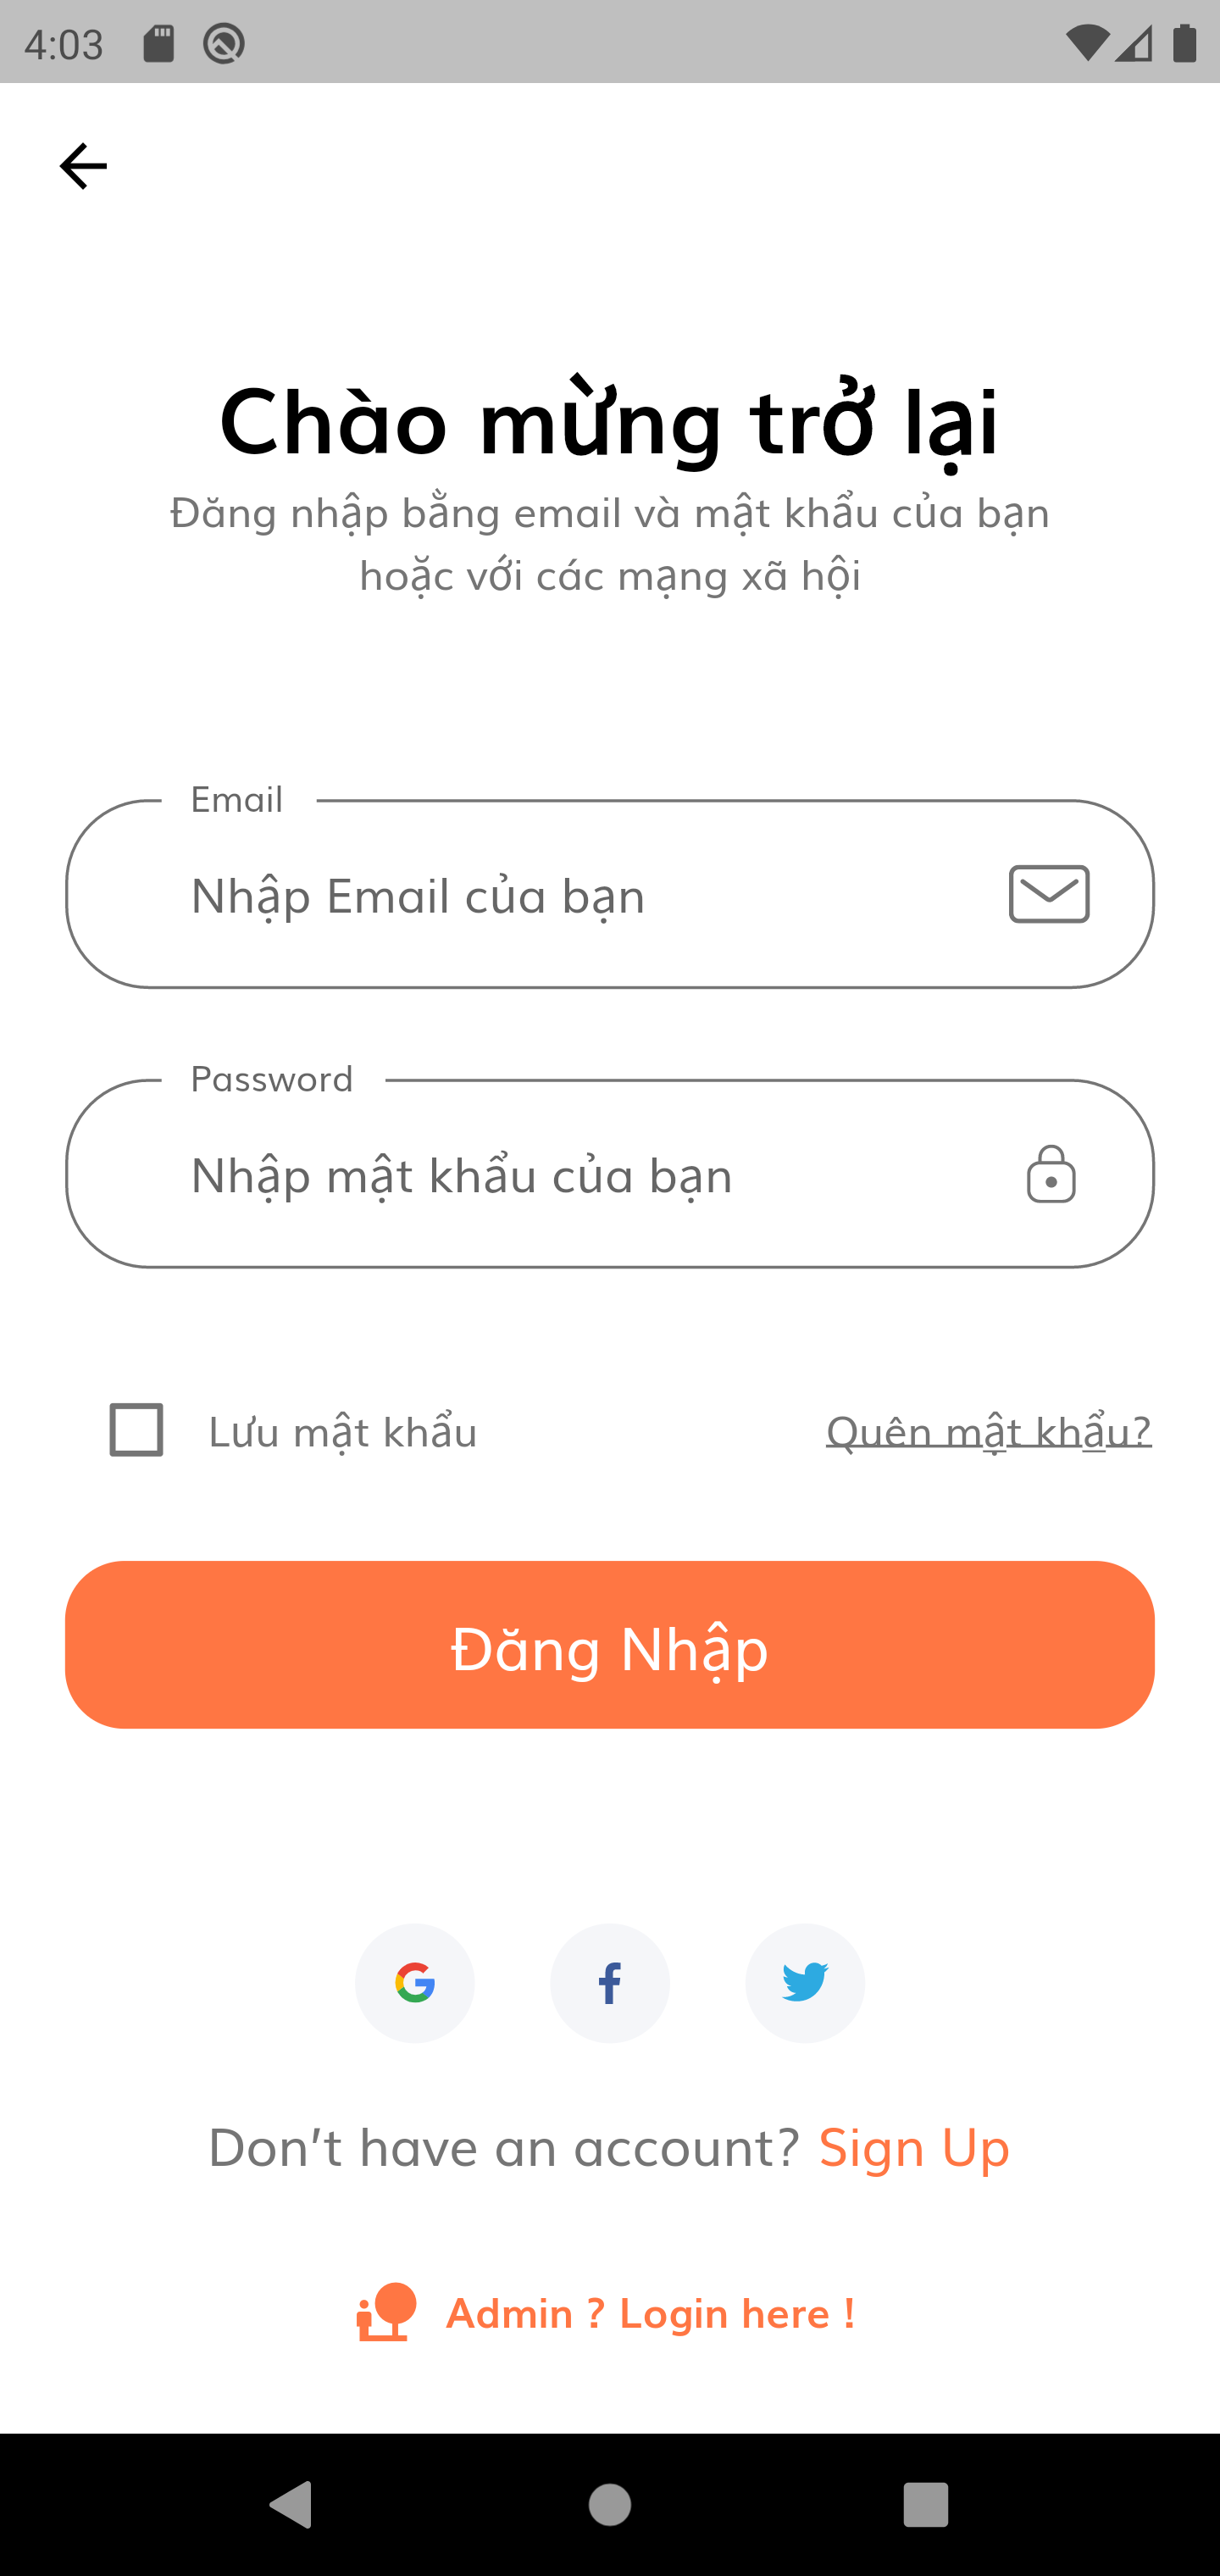 4:03
Chào mừng trở lại
Đăng nhập bằng email và mật khẩu của bạn
hoặc với các mạng xã hội
Email
Nhập Email của bạn
Password
Nhập mật khẩu của bạn
Lưu mật khẩu
Quên mật khẩu?
Đăng Nhập
Don't have an account? Sign Up
Admin ? Login here !